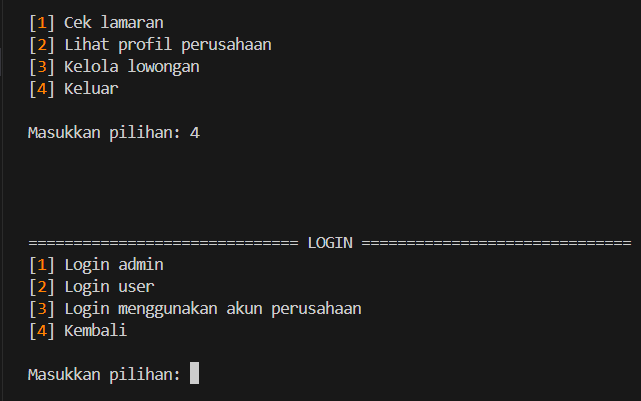 [1] Cek lamaran
[2] Lihat profil perusahaan
[3] Kelola lowongan
[4] Keluar
Masukkan pilihan: 4
============================== LOGIN ==============================
[1] Login admin
[2] Login user
[3] Login menggunakan akun perusahaan
[4] Kembali
Masukkan pilihan: